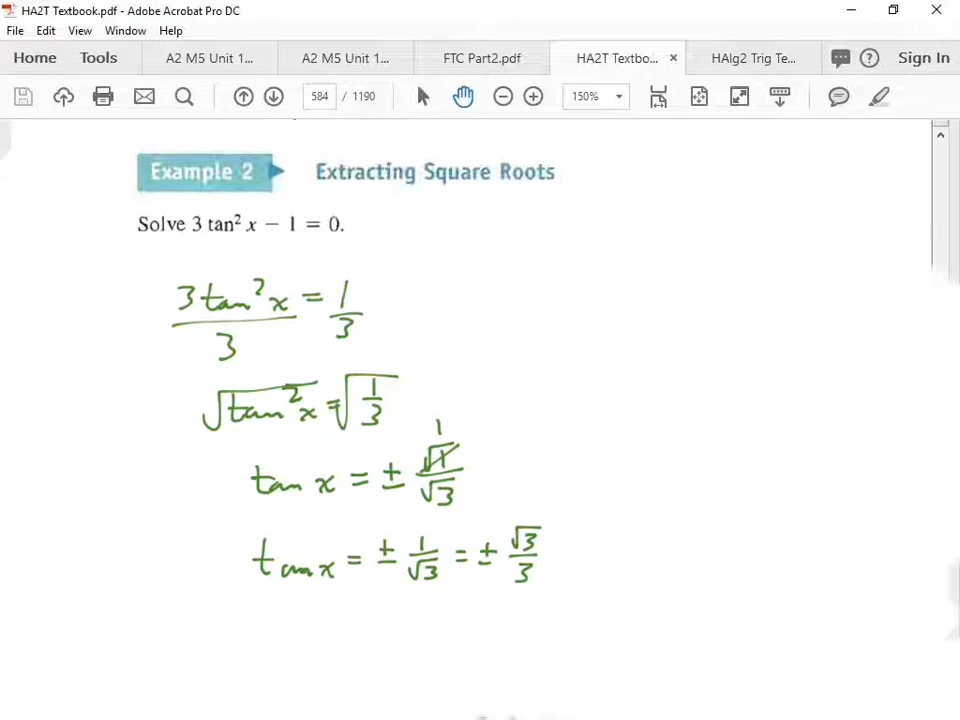 HA2T Textbook.pdf - Adobe Acrobat Pro DC
File Edit View Window Help
Home Tools A2 M5 Unit 1... A2 M5 Unit 1... FTC Part2.pdf HA2T Textbo... × HAlg2 Trig Te... Sign In
584 / 1190 150%
Example 2 Extracting Square Roots
Solve 3 tan² x − 1 = 0.
3tan²x/3 = 1/3
√(tan²x) = √(1/3)
1
tan x = ± √1/√3
tan x = ± 1/√3 = ± √3/3